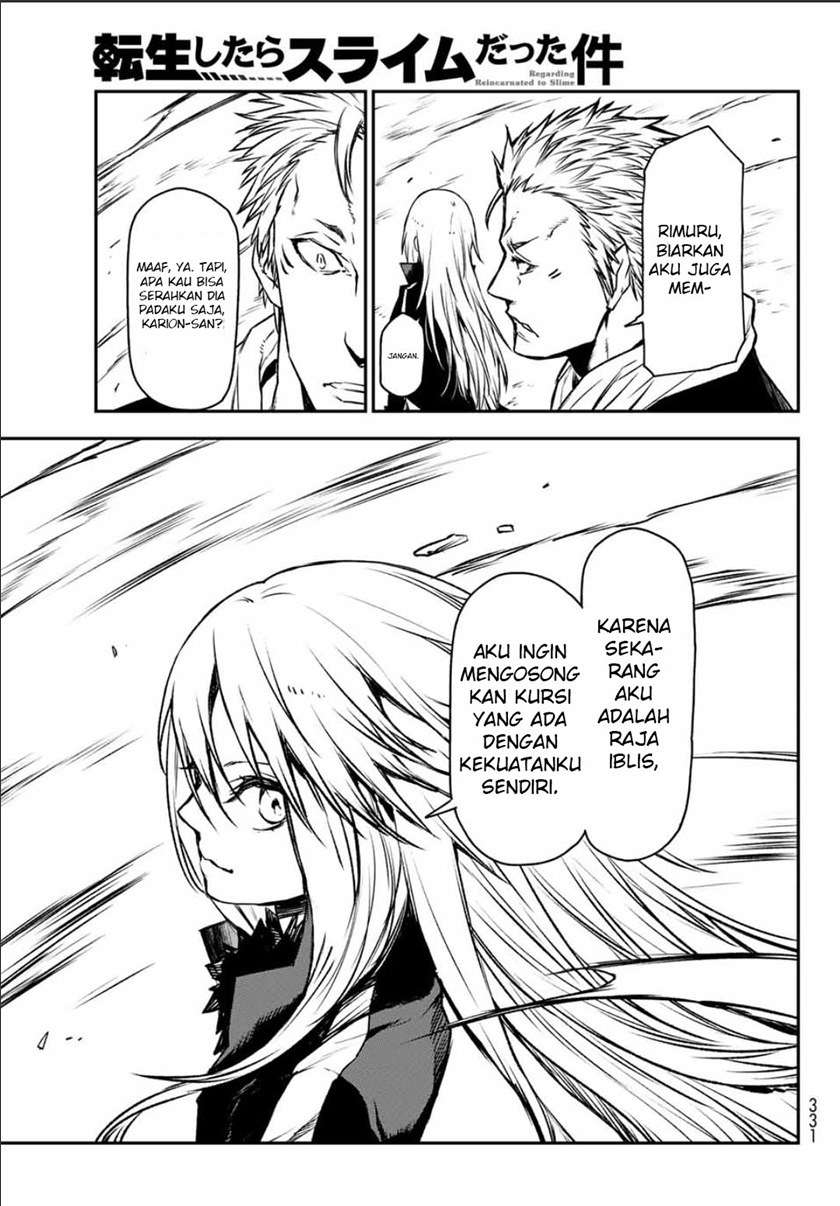 転生したらスライムだった件
Regarding
Reincarnated to Slime
RIMURU,
BIARKAN
AKU JUGA
MEM-
JANGAN.
MAAF, YA. TAPI,
APA KAU BISA
SERAHKAN DIA
PADAKU SAJA,
KARION-SAN?
KARENA
SEKA-
RANG
AKU
ADALAH
RAJA
IBLIS,
AKU INGIN
MENGOSONG
KAN KURSI
YANG ADA
DENGAN
KEKUATANKU
SENDIRI.
331